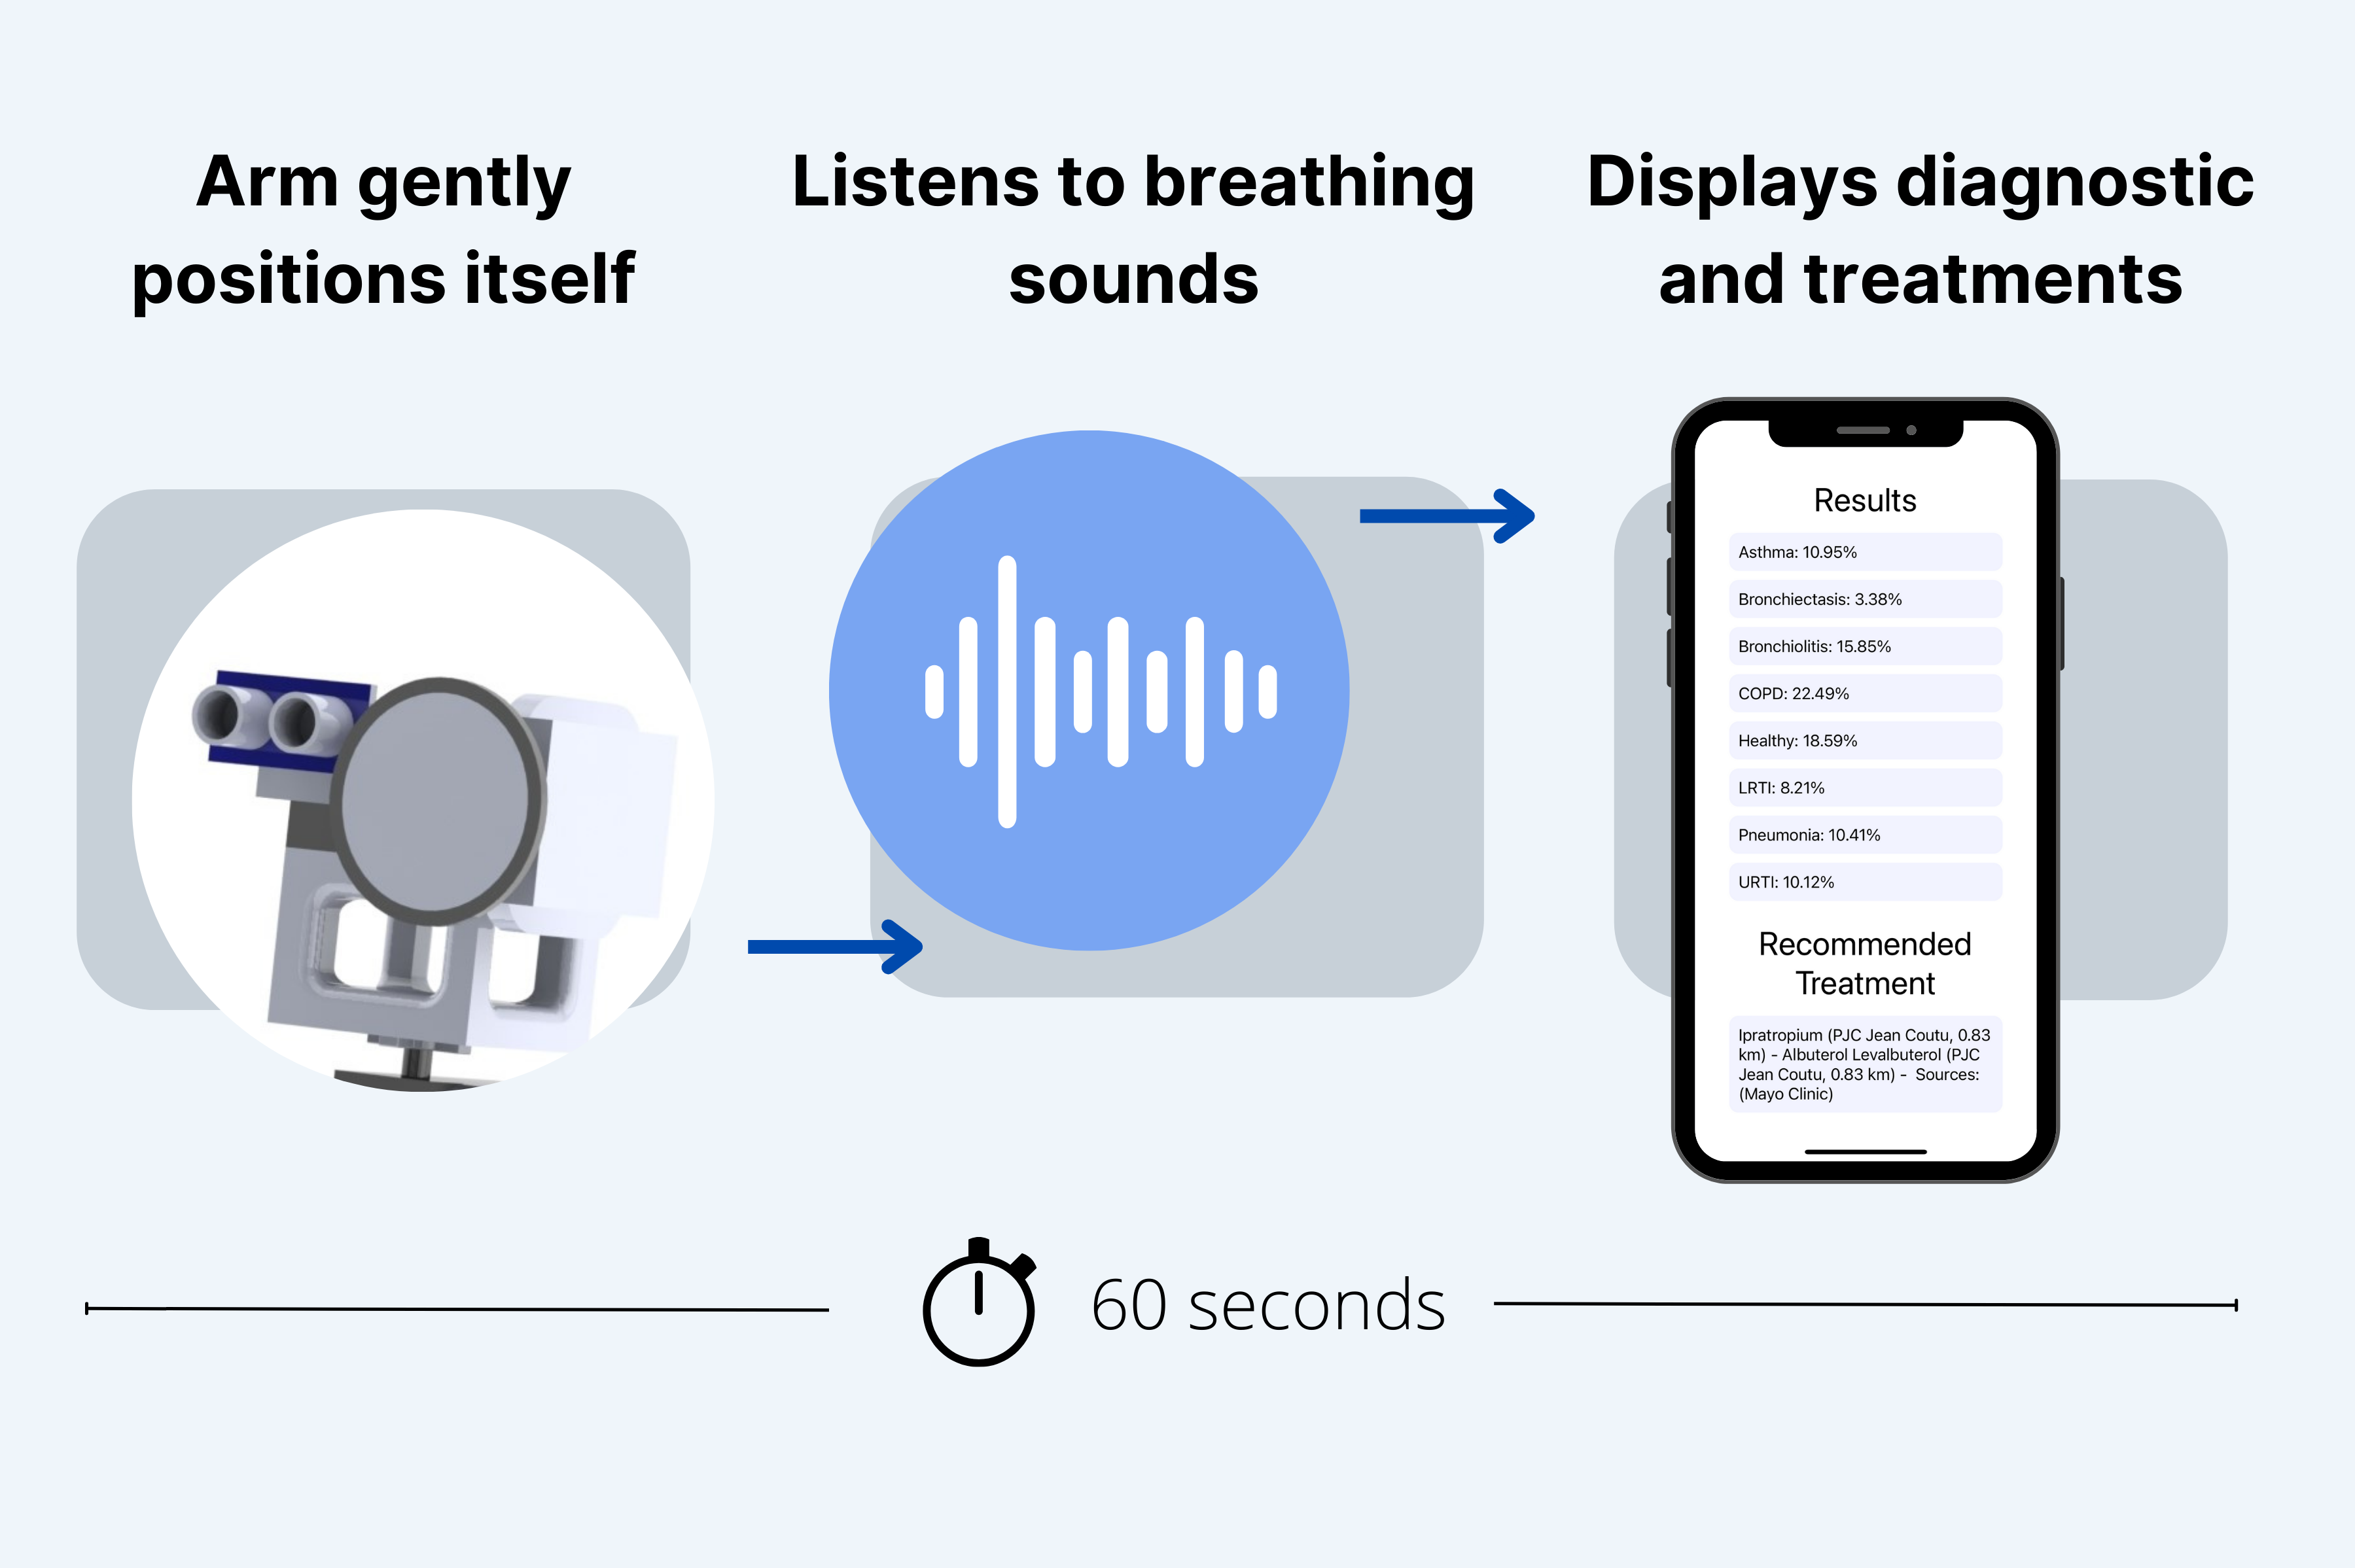 Arm gently
positions itself
Listens to breathing
sounds
Displays diagnostic
and treatments
Results
Asthma: 10.95%
Bronchiectasis: 3.38%
Bronchiolitis: 15.85%
COPD: 22.49%
Healthy: 18.59%
LRTI: 8.21%
Pneumonia: 10.41%
URTI: 10.12%
Recommended
Treatment
Ipratropium (PJC Jean Coutu, 0.83
km) - Albuterol Levalbuterol (PJC
Jean Coutu, 0.83 km) - Sources:
(Mayo Clinic)
60 seconds